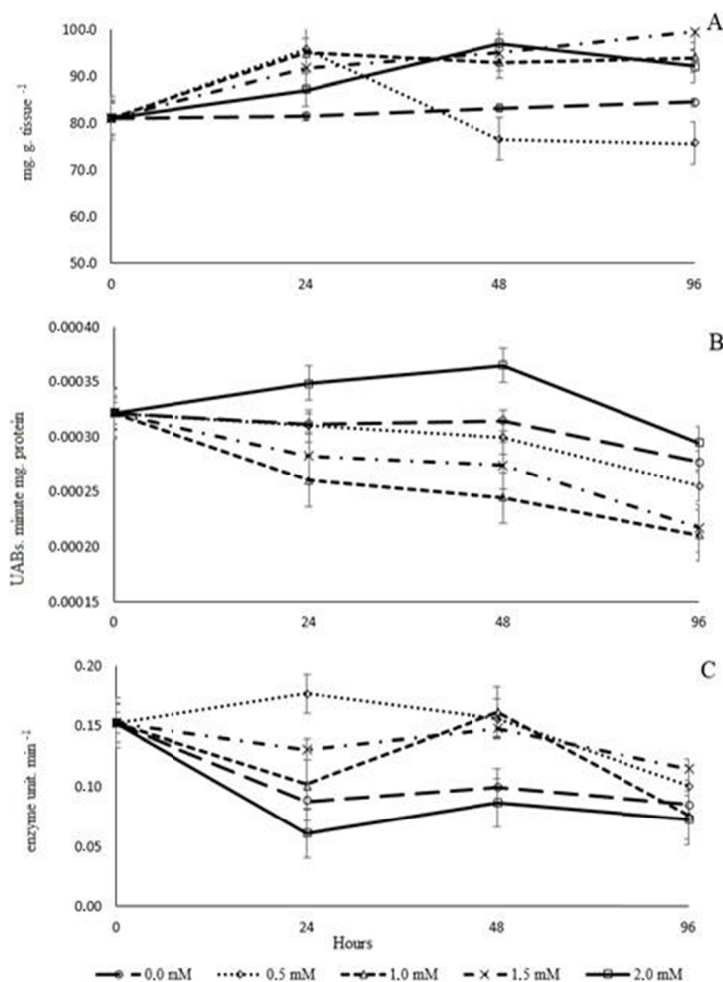 A
100.0
90.0
80.0
70.0
60.0
50.0
mg. g. tissue -1
0 24 48 96
B
0.00040
0.00035
0.00030
0.00025
0.00020
0.00015
UABs. minute mg. protein
0 24 48 96
C
0.20
0.15
0.10
0.05
0.00
enzyme unit. min -1
0 24 48 96
Hours
0.0 mM 0.5 mM 1.0 mM 1.5 mM 2.0 mM